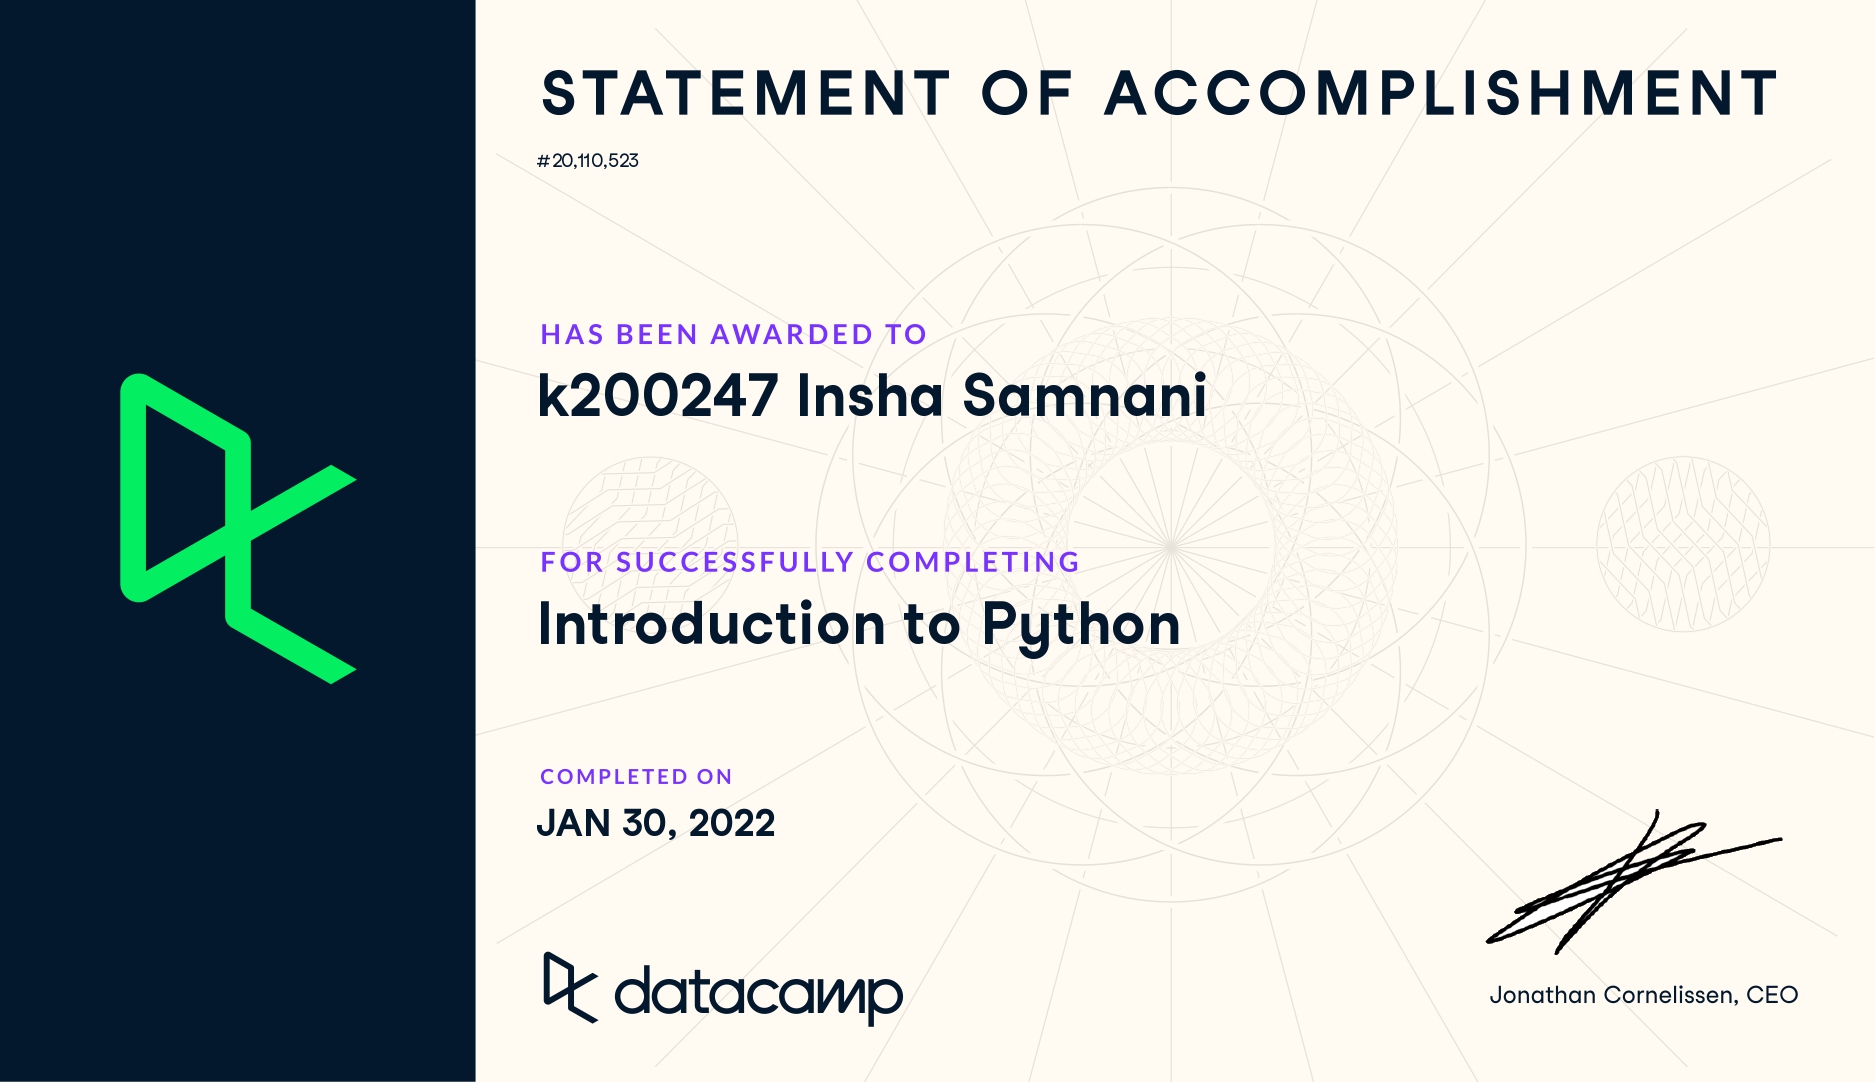 STATEMENT OF ACCOMPLISHMENT
#20,110,523
HAS BEEN AWARDED TO
k200247 Insha Samnani
FOR SUCCESSFULLY COMPLETING
Introduction to Python
COMPLETED ON
JAN 30, 2022
datacamp
Jonathan Cornelissen, CEO